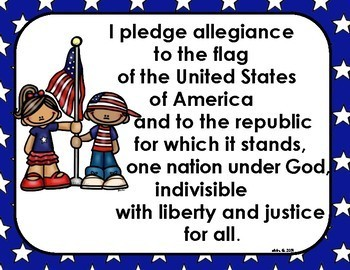 I pledge allegiance
to the flag
of the United States
of America
and to the republic
for which it stands,
one nation under God,
indivisible
with liberty and justice
for all.